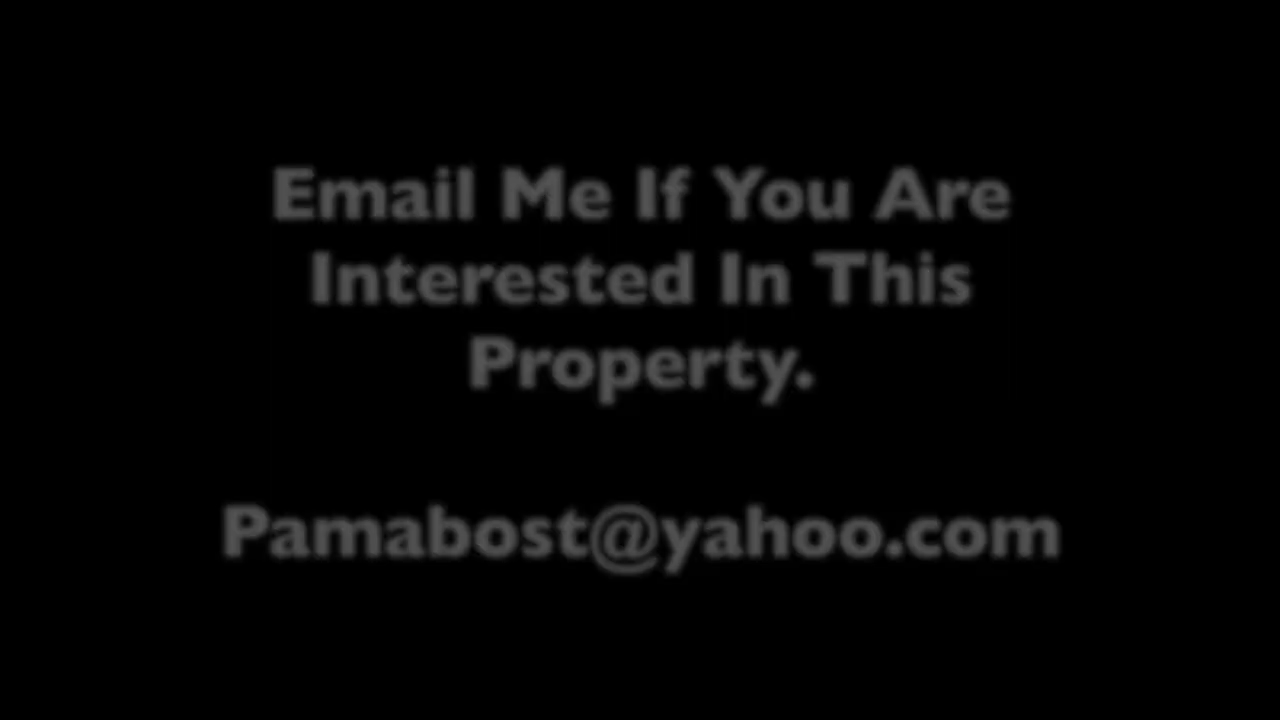 Email Me If You Are
Interested In This
Property.
Pamabost@yahoo.com